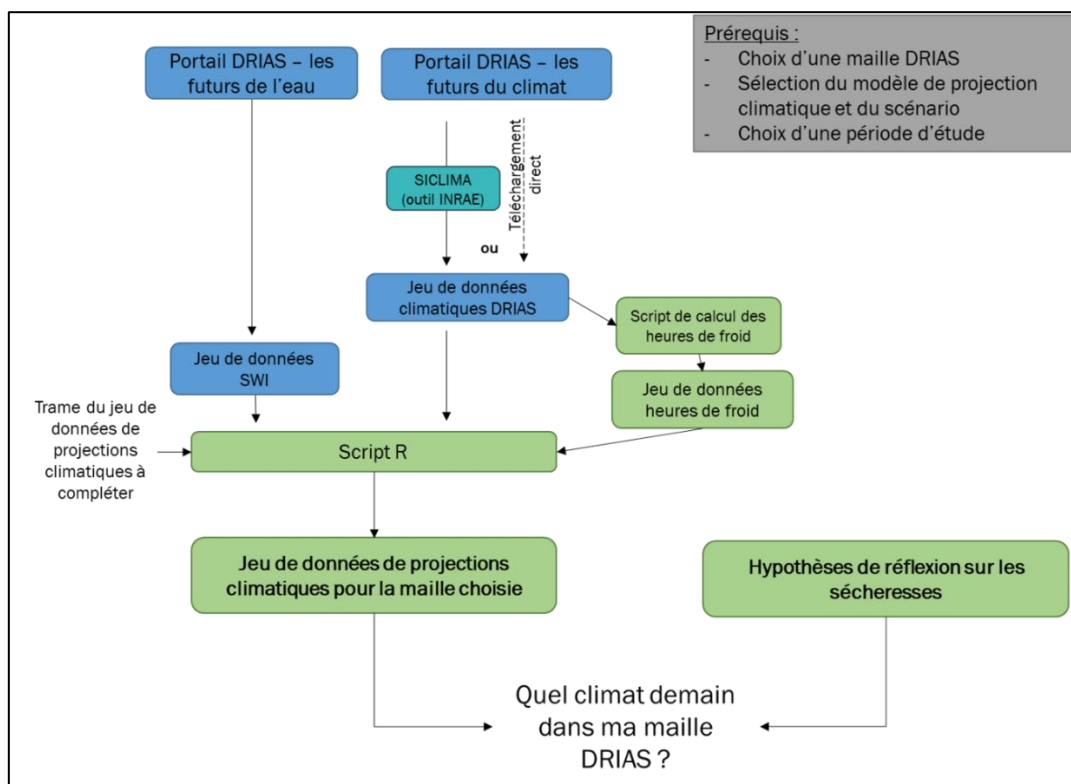 Portail DRIAS – les
futurs de l'eau
Portail DRIAS – les
futurs du climat
Prérequis :
- Choix d'une maille DRIAS
- Sélection du modèle de projection
climatique et du scénario
- Choix d'une période d'étude
SICLIMA
(outil INRAE)
Téléchargement
direct
ou
Jeu de données
climatiques DRIAS
Script de calcul des
heures de froid
Jeu de données
SWI
Jeu de données
heures de froid
Trame du jeu de
données de
projections
climatiques à
compléter
Script R
Jeu de données de projections
climatiques pour la maille choisie
Hypothèses de réflexion sur les
sécheresses
Quel climat demain
dans ma maille
DRIAS ?